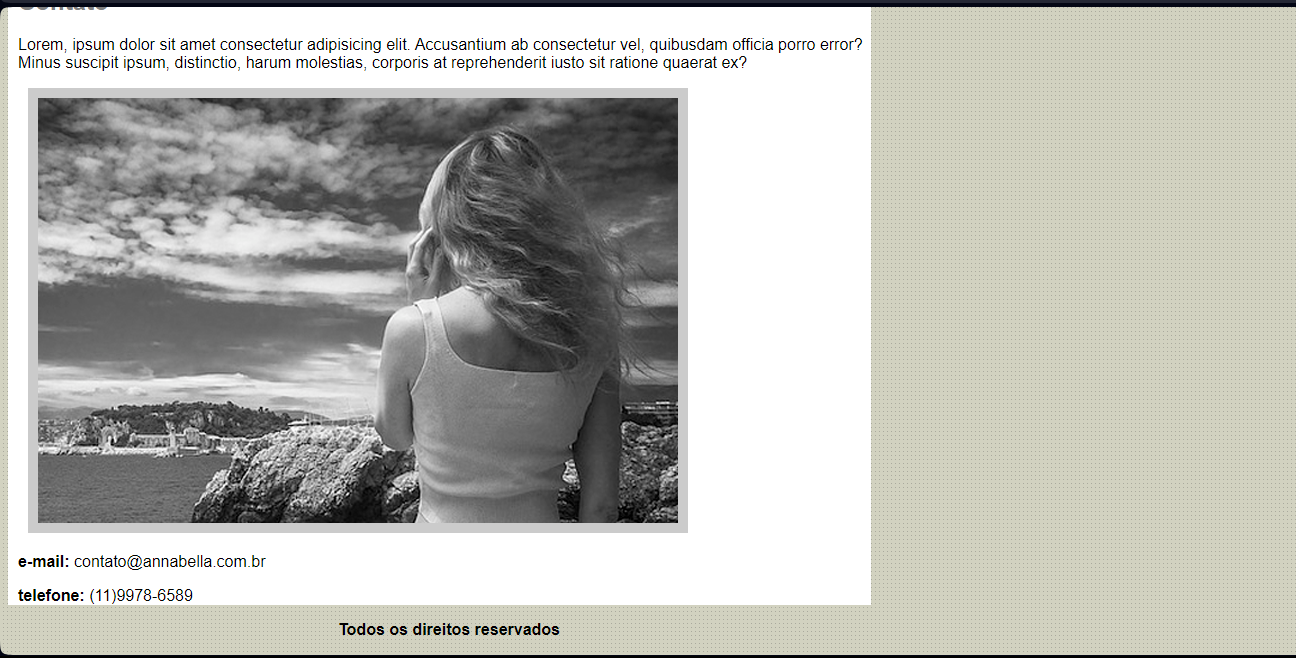 Contato
Lorem, ipsum dolor sit amet consectetur adipisicing elit. Accusantium ab consectetur vel, quibusdam officia porro error?
Minus suscipit ipsum, distinctio, harum molestias, corporis at reprehenderit iusto sit ratione quaerat ex?
e-mail: contato@annabella.com.br
telefone: (11)9978-6589
Todos os direitos reservados